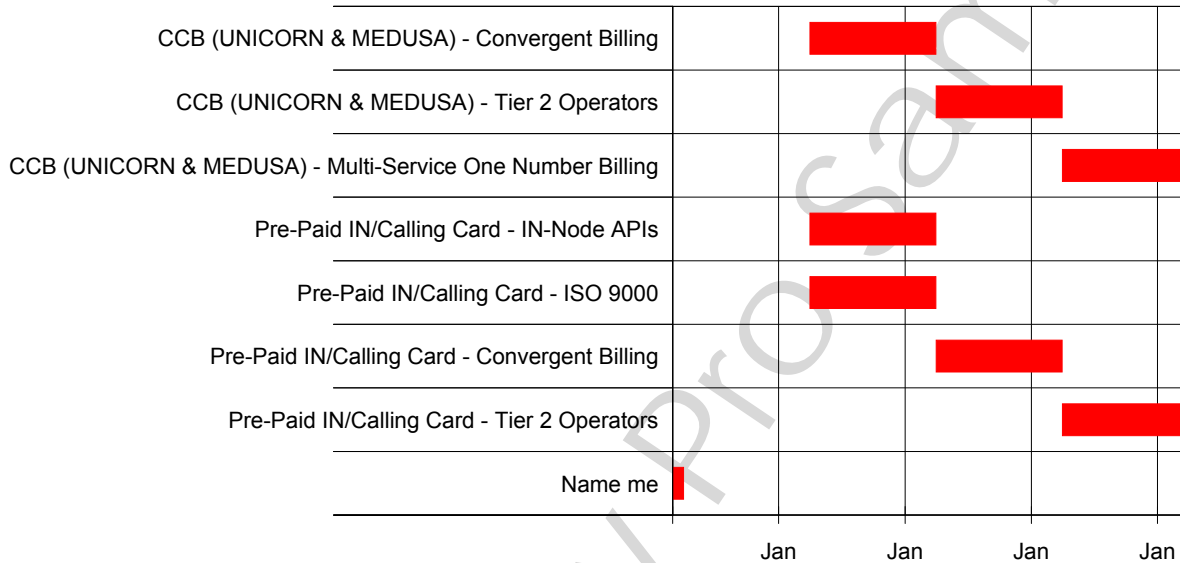 CCB (UNICORN & MEDUSA) - Convergent Billing
CCB (UNICORN & MEDUSA) - Tier 2 Operators
CCB (UNICORN & MEDUSA) - Multi-Service One Number Billing
Pre-Paid IN/Calling Card - IN-Node APIs
Pre-Paid IN/Calling Card - ISO 9000
Pre-Paid IN/Calling Card - Convergent Billing
Pre-Paid IN/Calling Card - Tier 2 Operators
Name me
Jan Jan Jan Jan
Pro Sam